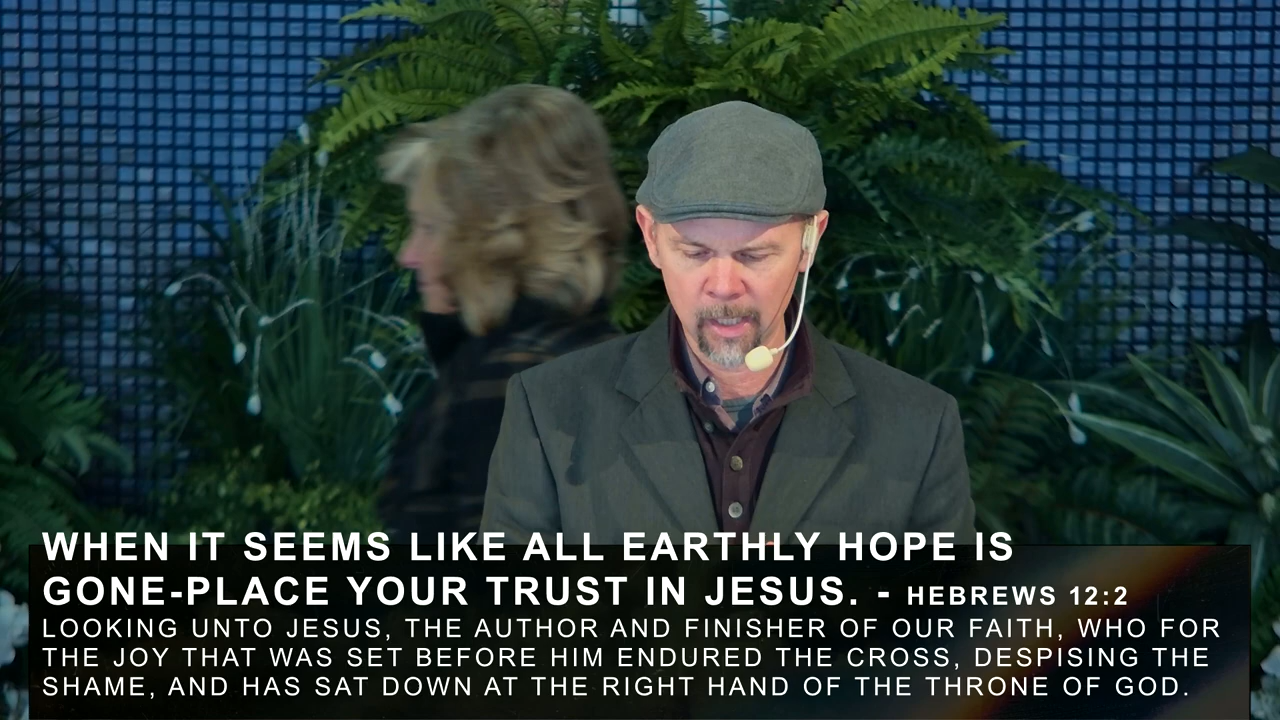 WHEN IT SEEMS LIKE ALL EARTHLY HOPE IS
GONE-PLACE YOUR TRUST IN JESUS. - HEBREWS 12:2
LOOKING UNTO JESUS, THE AUTHOR AND FINISHER OF OUR FAITH, WHO FOR
THE JOY THAT WAS SET BEFORE HIM ENDURED THE CROSS, DESPISING THE
SHAME, AND HAS SAT DOWN AT THE RIGHT HAND OF THE THRONE OF GOD.